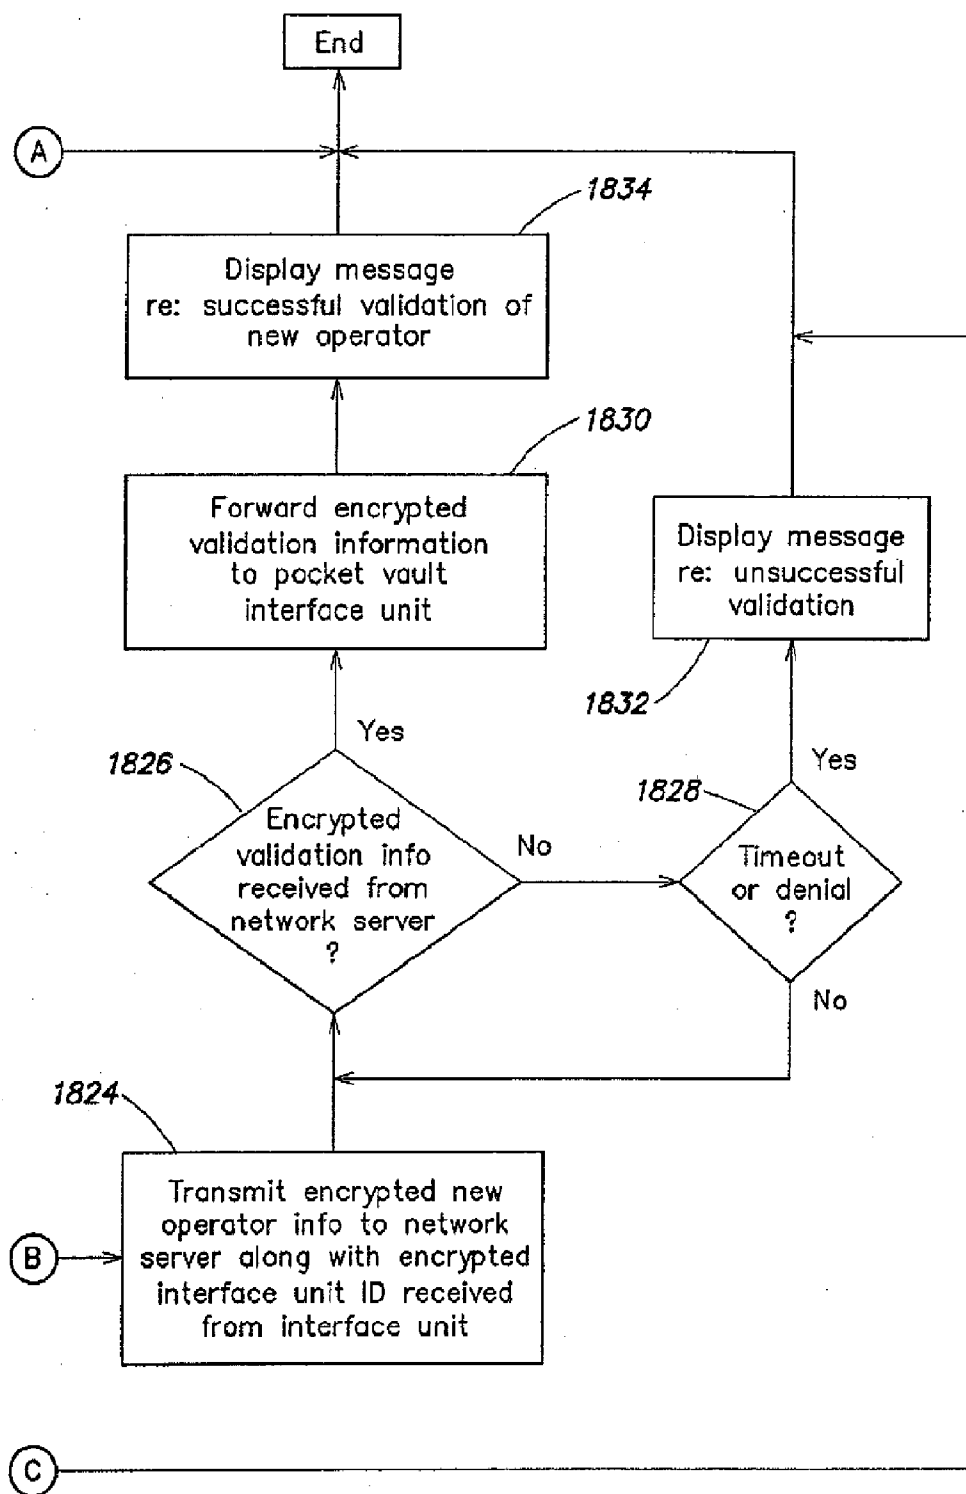 End
A
1834
Display message
re: successful validation of
new operator
1830
Forward encrypted
validation information
to pocket vault
interface unit
Display message
re: unsuccessful
validation
1832
Yes
1826
Encrypted
validation info
received from
network server
?
No
Yes
1828
Timeout
or denial
?
No
1824
Transmit encrypted new
operator info to network
server along with encrypted
interface unit ID received
from interface unit
B
C